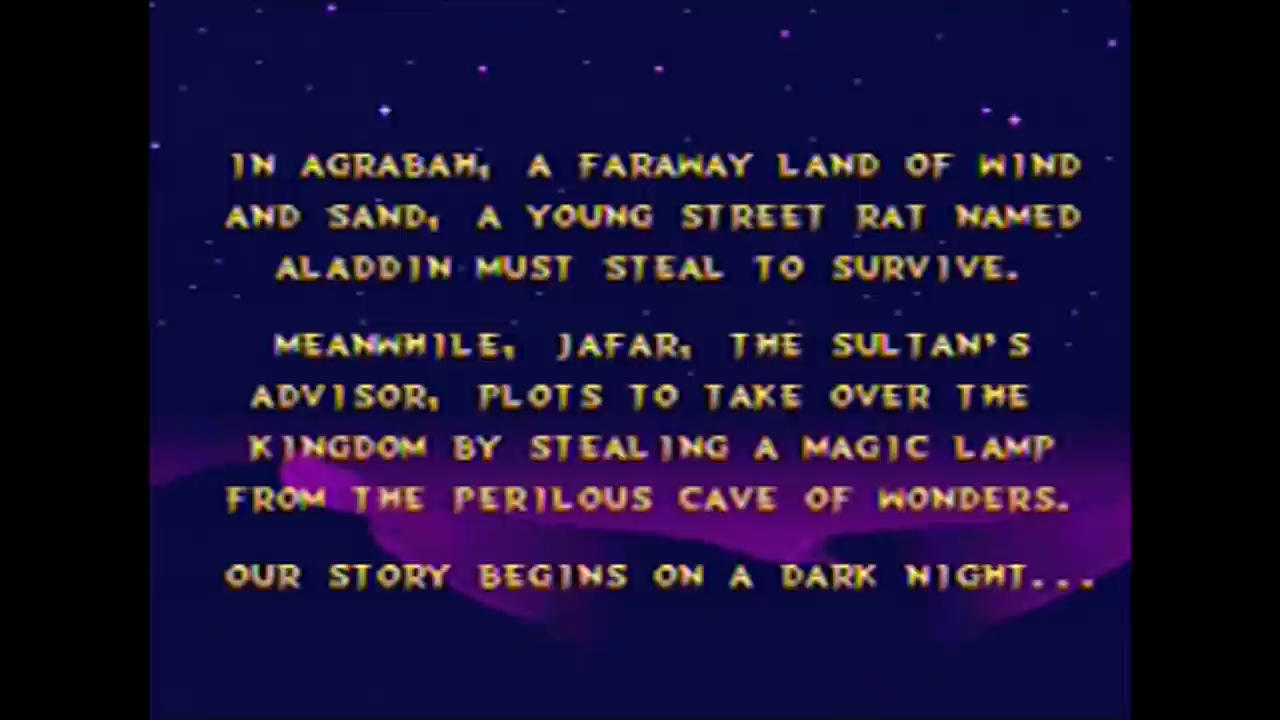 IN AGRABAH, A FARAWAY LAND OF WIND
AND SAND, A YOUNG STREET RAT NAMED
ALADDIN MUST STEAL TO SURVIVE.
MEANWHILE, JAFAR, THE SULTAN'S
ADVISOR, PLOTS TO TAKE OVER THE
KINGDOM BY STEALING A MAGIC LAMP
FROM THE PERILOUS CAVE OF WONDERS.
OUR STORY BEGINS ON A DARK NIGHT...